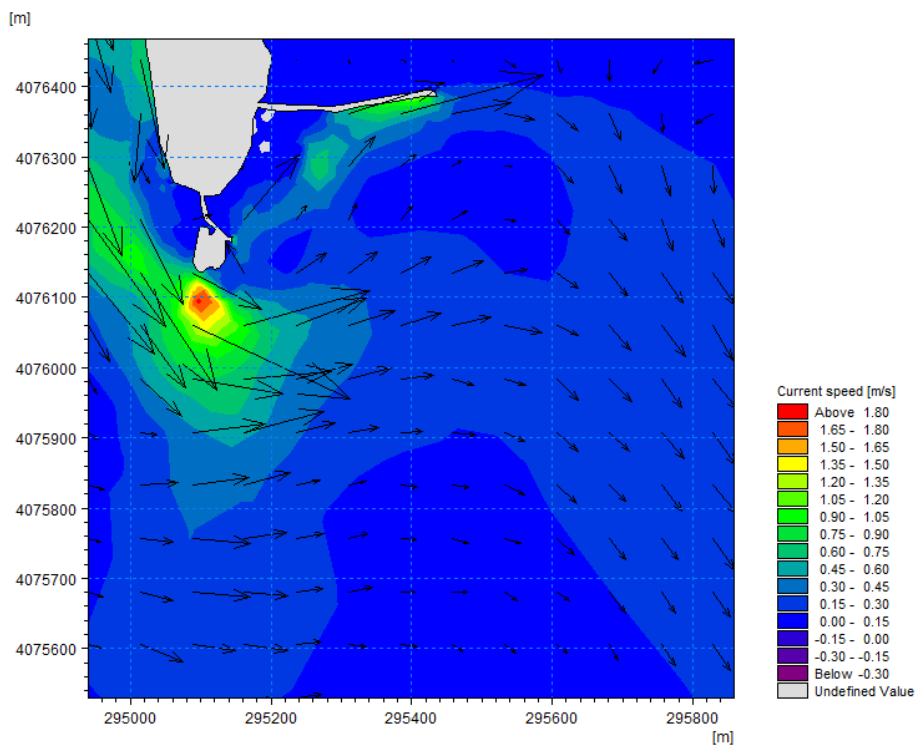 [m]
4076400
4076300
4076200
4076100
4076000
4075900
4075800
4075700
4075600
295000 295200 295400 295600 295800
[m]
Current speed [m/s]
Above 1.80
1.65 - 1.80
1.50 - 1.65
1.35 - 1.50
1.20 - 1.35
1.05 - 1.20
0.90 - 1.05
0.75 - 0.90
0.60 - 0.75
0.45 - 0.60
0.30 - 0.45
0.15 - 0.30
0.00 - 0.15
-0.15 - 0.00
-0.30 - -0.15
Below -0.30
Undefined Value